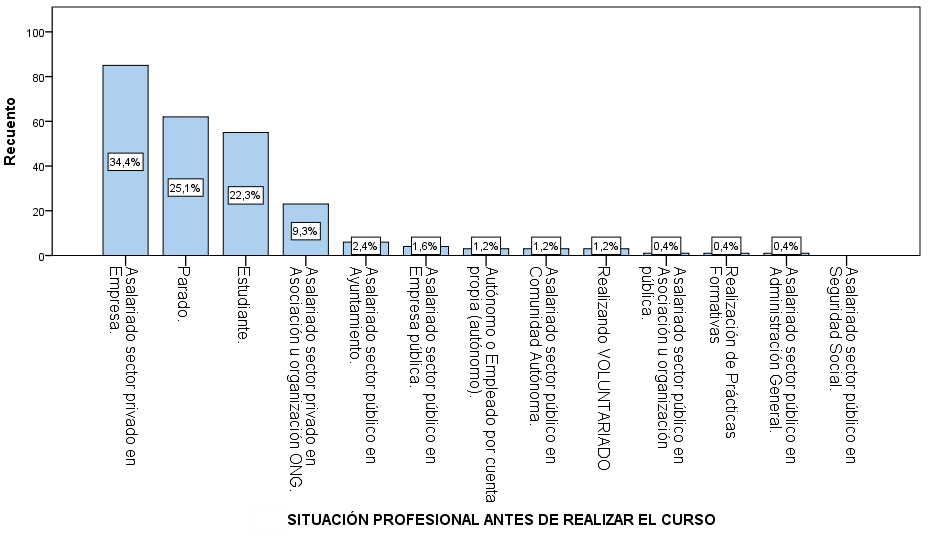 Recuento
100
80
60
40
20
0
34,4%
25,1%
22,3%
9,3%
2,4%
1,6%
1,2%
1,2%
1,2%
0,4%
0,4%
0,4%
Asalariado sector privado en
Empresa.
Parado.
Estudiante.
Asalariado sector privado en
Asociación u organización ONG.
Asalariado sector público en
Ayuntamiento.
Asalariado sector público en
Empresa pública.
Autónomo o Empleado por cuenta
propia (autónomo).
Asalariado sector público en
Comunidad Autónoma.
Realizando VOLUNTARIADO
Asalariado sector público en
Asociación u organización
pública.
Realización de Prácticas
Formativas
Asalariado sector público en
Administración General.
Asalariado sector público en
Seguridad Social.
SITUACIÓN PROFESIONAL ANTES DE REALIZAR EL CURSO